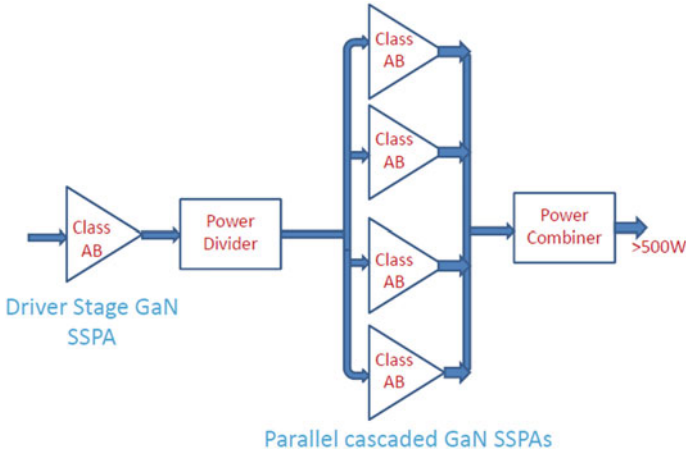 Class
AB
Driver Stage GaN
SSPA
Power
Divider
Class
AB
Class
AB
Class
AB
Class
AB
Parallel cascaded GaN SSPAs
Power
Combiner
>500W